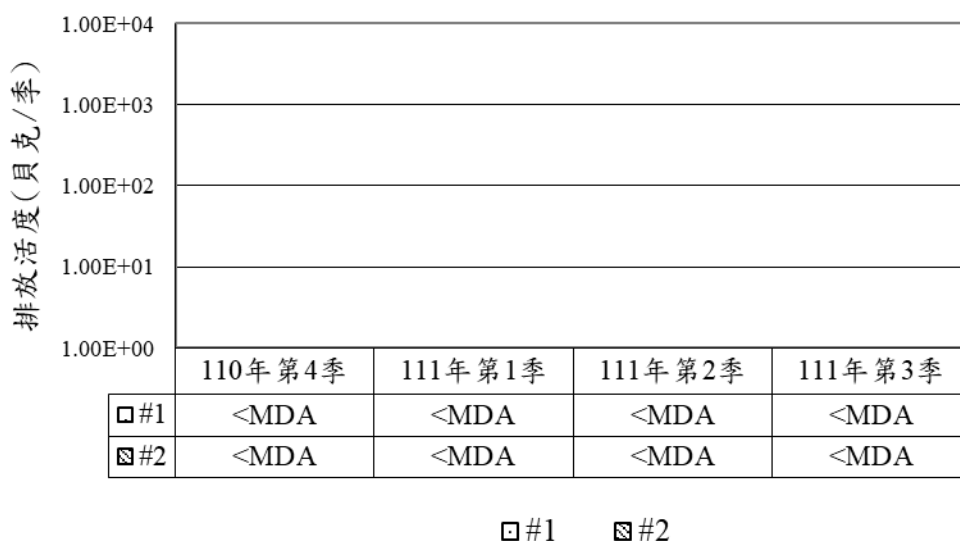 排放活度(貝克/季)
1.00E+04
1.00E+03
1.00E+02
1.00E+01
1.00E+00
110年第4季 111年第1季 111年第2季 111年第3季
#1 <MDA <MDA <MDA <MDA
#2 <MDA <MDA <MDA <MDA
#1 #2